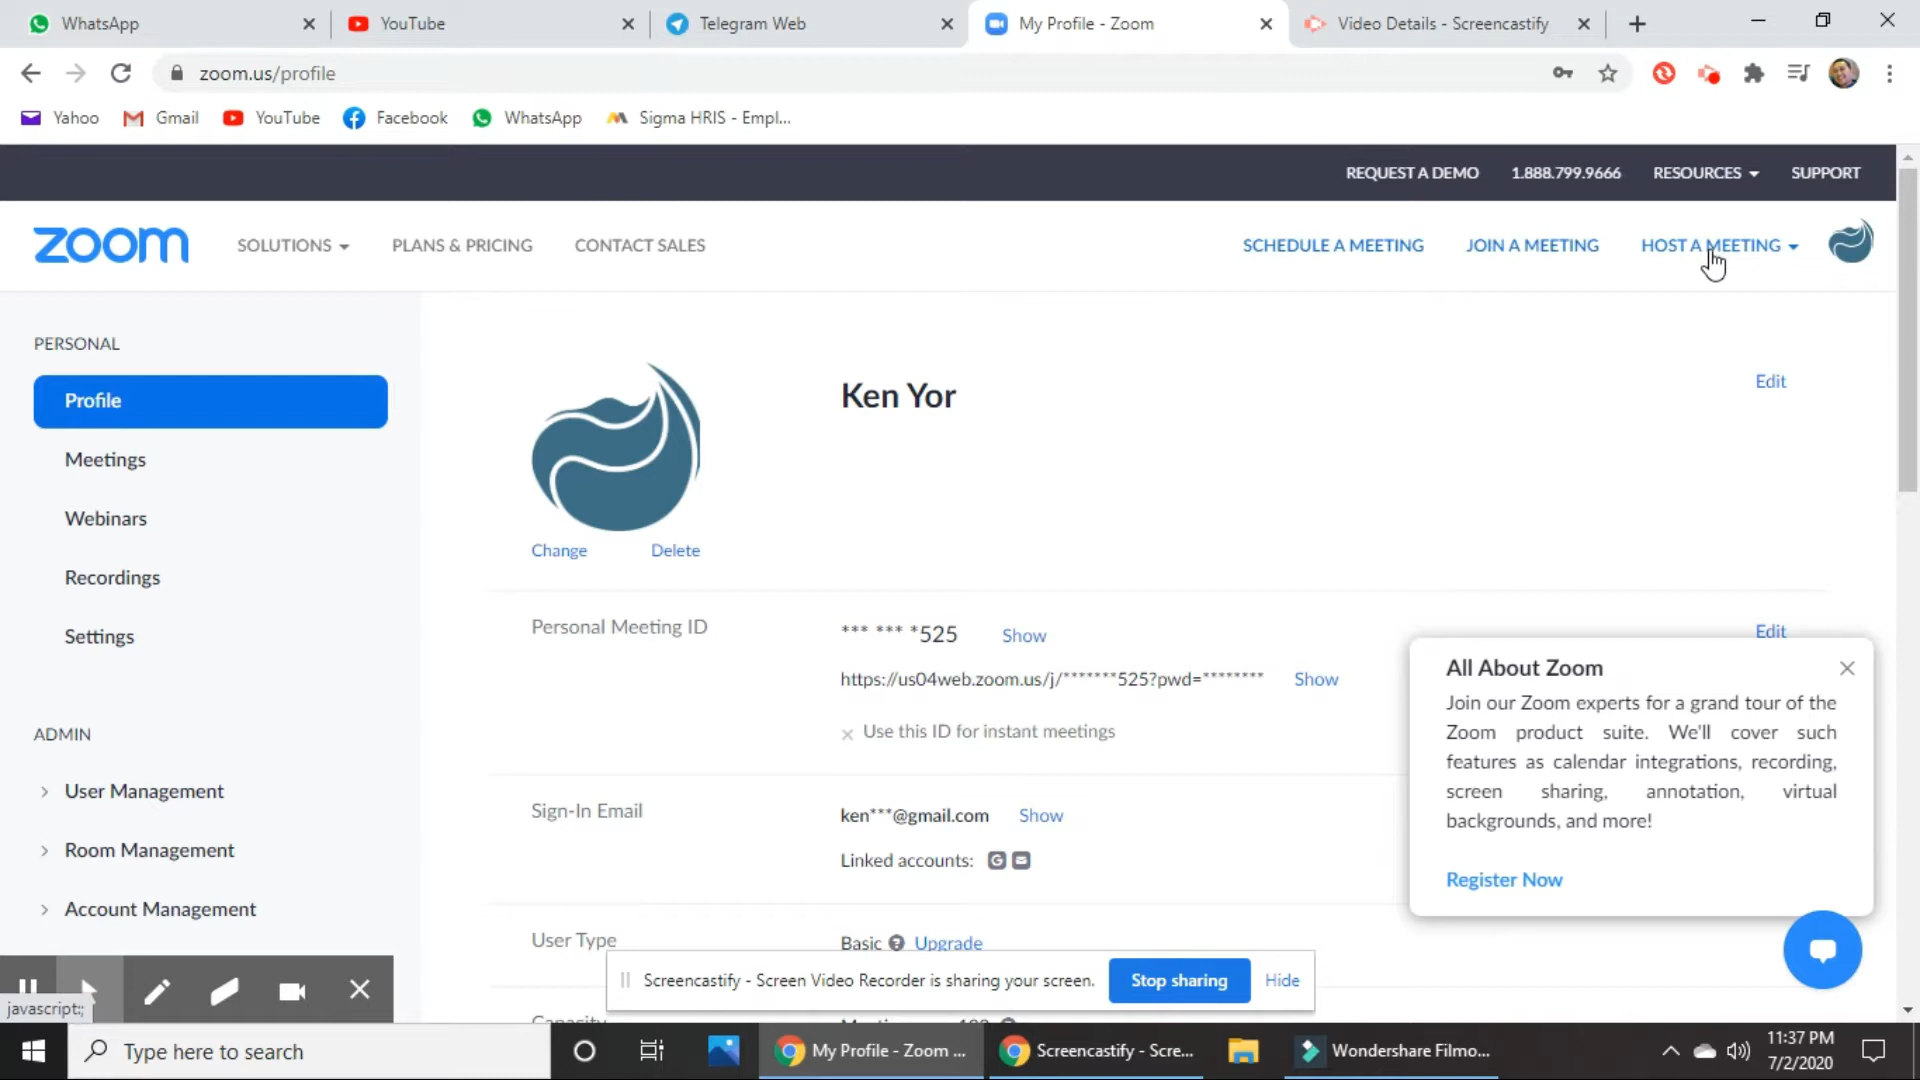 WhatsApp
YouTube
Telegram Web
My Profile - Zoom
Video Details - Screencastify
zoom.us/profile
Yahoo
Gmail
YouTube
Facebook
WhatsApp
Sigma HRIS - Empl...
REQUEST A DEMO
1.888.799.9666
RESOURCES
SUPPORT
zoom
SOLUTIONS
PLANS & PRICING
CONTACT SALES
SCHEDULE A MEETING
JOIN A MEETING
HOST A MEETING
PERSONAL
Profile
Meetings
Webinars
Recordings
Settings
ADMIN
User Management
Room Management
Account Management
Ken Yor
Edit
Change
Delete
Personal Meeting ID
*** *** *525
Show
Edit
https://us04web.zoom.us/j/*******525?pwd=********
Show
Use this ID for instant meetings
Sign-In Email
ken***@gmail.com
Show
Linked accounts:
User Type
Basic
Upgrade
Capacity
All About Zoom
Join our Zoom experts for a grand tour of the
Zoom product suite. We'll cover such
features as calendar integrations, recording,
screen sharing, annotation, virtual
backgrounds, and more!
Register Now
Screencastify - Screen Video Recorder is sharing your screen.
Stop sharing
Hide
javascript:;
Type here to search
My Profile - Zoom ...
Screencastify - Scre...
Wondershare Filmo...
11:37 PM
7/2/2020